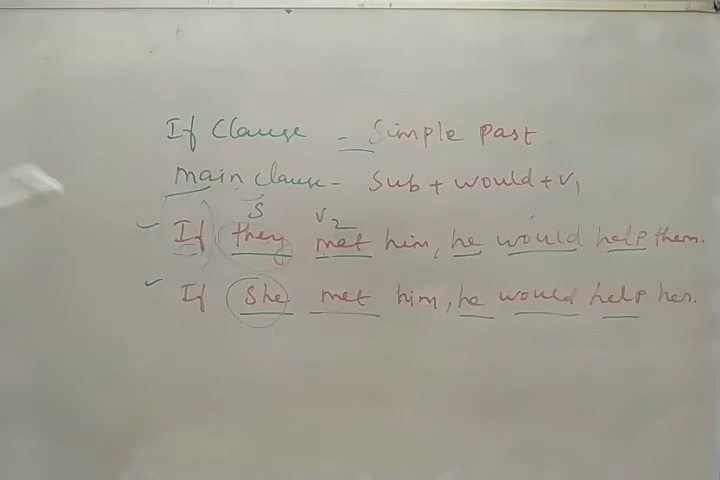 If Clause - Simple past.
main clause - Sub + would + V1
S V2
If they met him, he would help them.
If She met him, he would help her.